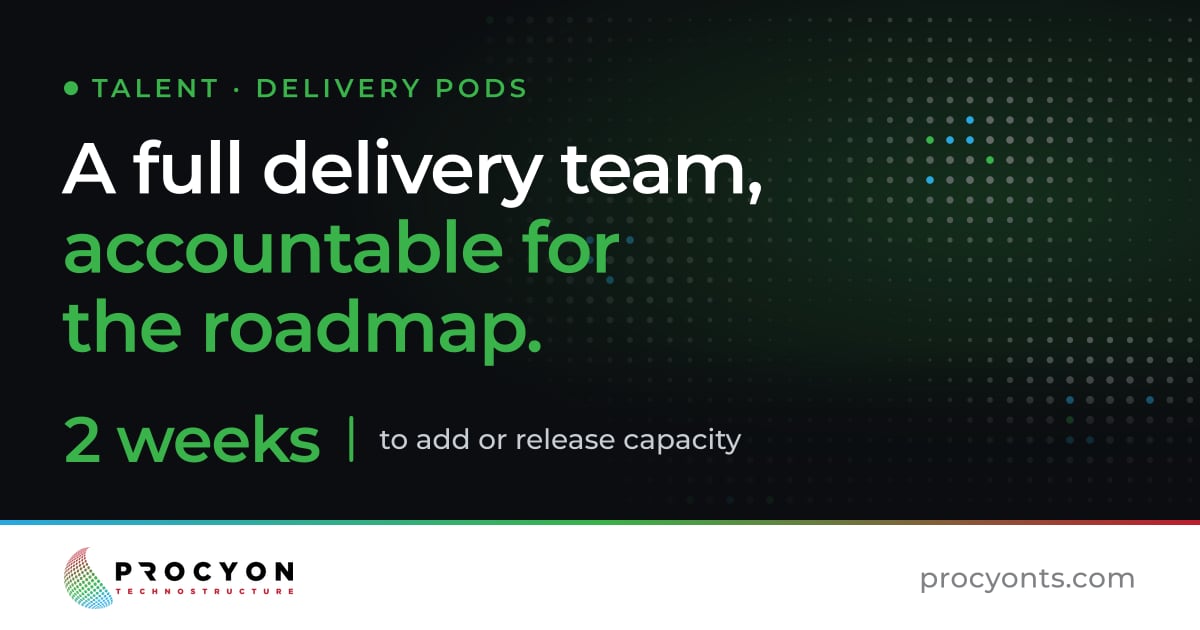 TALENT · DELIVERY PODS
A full delivery team,
accountable for
the roadmap.
2 weeks | to add or release capacity
PROCYON
TECHNOSTRUCTURE
procyonts.com